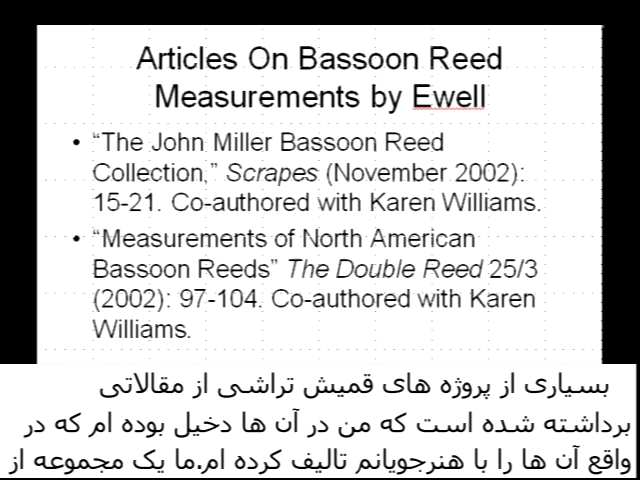 Articles On Bassoon Reed
Measurements by Ewell
• “The John Miller Bassoon Reed
Collection,” Scrapes (November 2002):
15-21. Co-authored with Karen Williams.
• “Measurements of North American
Bassoon Reeds” The Double Reed 25/3
(2002): 97-104. Co-authored with Karen
Williams.
بسیاری از پروژه های قمیش تراشی از مقالاتی
برداشته شده است که من در آن ها دخیل بوده ام که در
واقع آن ها را با هنرجویانم تالیف کرده ام.ما یک مجموعه از